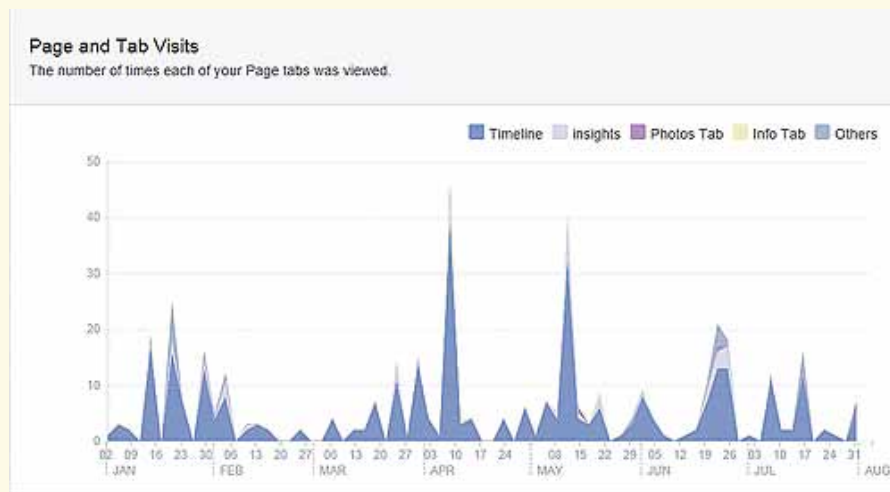 Page and Tab Visits
The number of times each of your Page tabs was viewed.
Timeline insights Photos Tab Info Tab Others
50
40
30
20
10
0
02 09 16 23 30 06 13 20 27 06 13 20 27 03 10 17 24 08 15 22 29 05 12 19 26 03 10 17 24 31
JAN FEB MAR APR MAY JUN JUL AUG